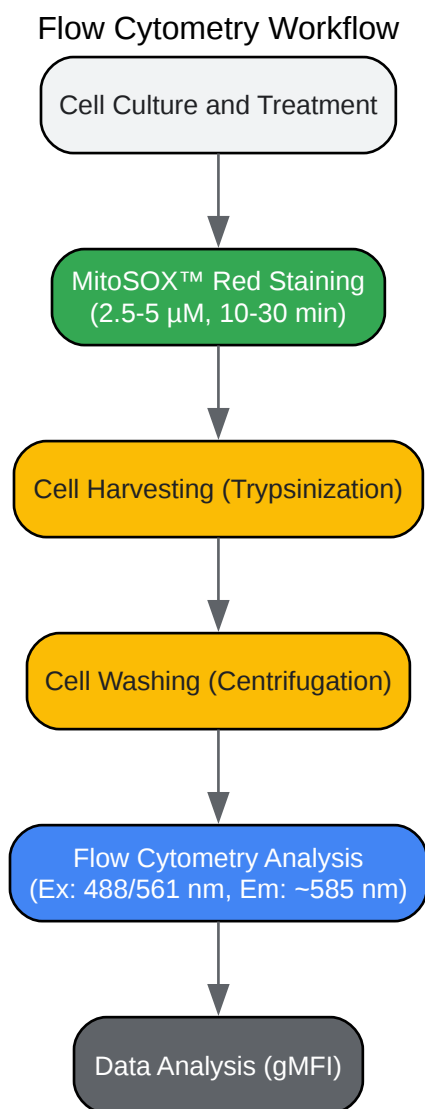 Flow Cytometry Workflow
Cell Culture and Treatment
MitoSOX™ Red Staining
(2.5-5 µM, 10-30 min)
Cell Harvesting (Trypsinization)
Cell Washing (Centrifugation)
Flow Cytometry Analysis
(Ex: 488/561 nm, Em: ~585 nm)
Data Analysis (gMFI)